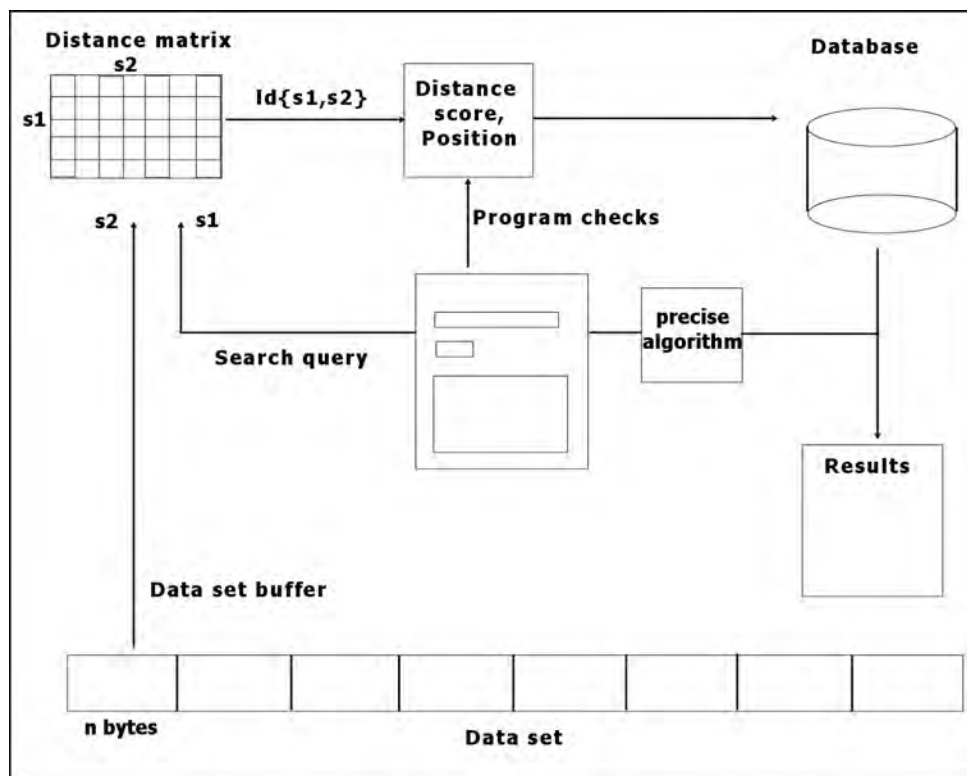 Distance matrix
s2
s1
ld{s1,s2}
Distance
score,
Position
Database
s2
s1
Program checks
Search query
precise
algorithm
Results
Data set buffer
n bytes
Data set